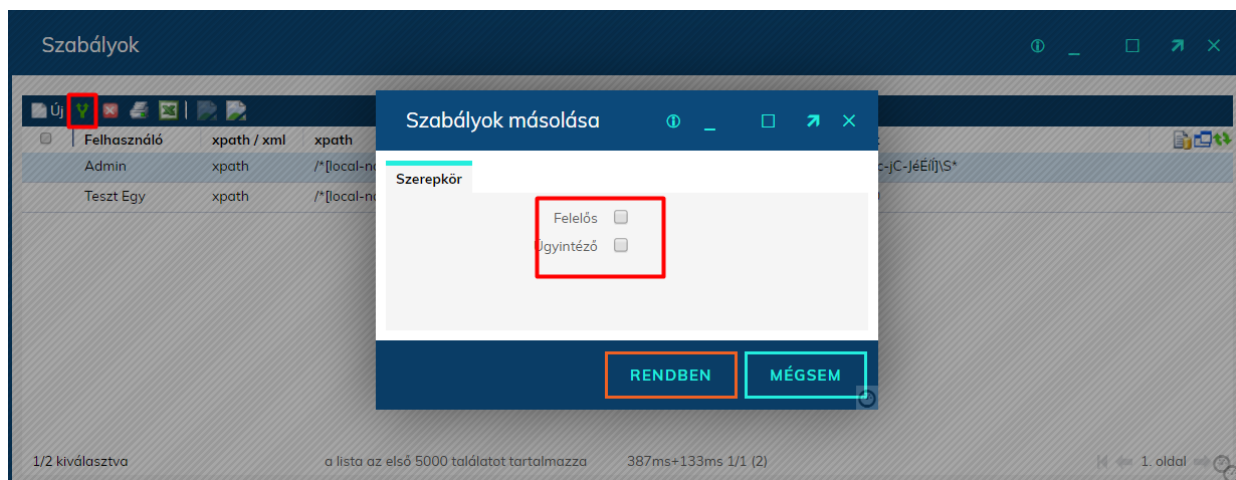 Szabályok
Új
Felhasználó xpath / xml xpath
Admin xpath /*[local-n c-jC-JéÉíÍ]\S*
Teszt Egy xpath /*[local-n
Szabályok másolása
Szerepkör
Felelős
Ügyintéző
RENDBEN MÉGSEM
1/2 kiválasztva a lista az első 5000 találatot tartalmazza 387ms+133ms 1/1 (2) 1. oldal